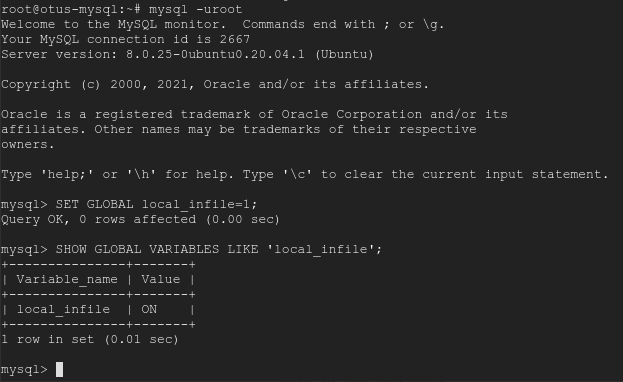 root@otus-mysql:~# mysql -uroot
Welcome to the MySQL monitor.  Commands end with ; or \g.
Your MySQL connection id is 2667
Server version: 8.0.25-0ubuntu0.20.04.1 (Ubuntu)
Copyright (c) 2000, 2021, Oracle and/or its affiliates.
Oracle is a registered trademark of Oracle Corporation and/or its
affiliates. Other names may be trademarks of their respective
owners.
Type 'help;' or '\h' for help. Type '\c' to clear the current input statement.
mysql> SET GLOBAL local_infile=1;
Query OK, 0 rows affected (0.00 sec)
mysql> SHOW GLOBAL VARIABLES LIKE 'local_infile';
+---------------+-------+
| Variable_name | Value |
+---------------+-------+
| local_infile  | ON    |
+---------------+-------+
1 row in set (0.01 sec)
mysql>